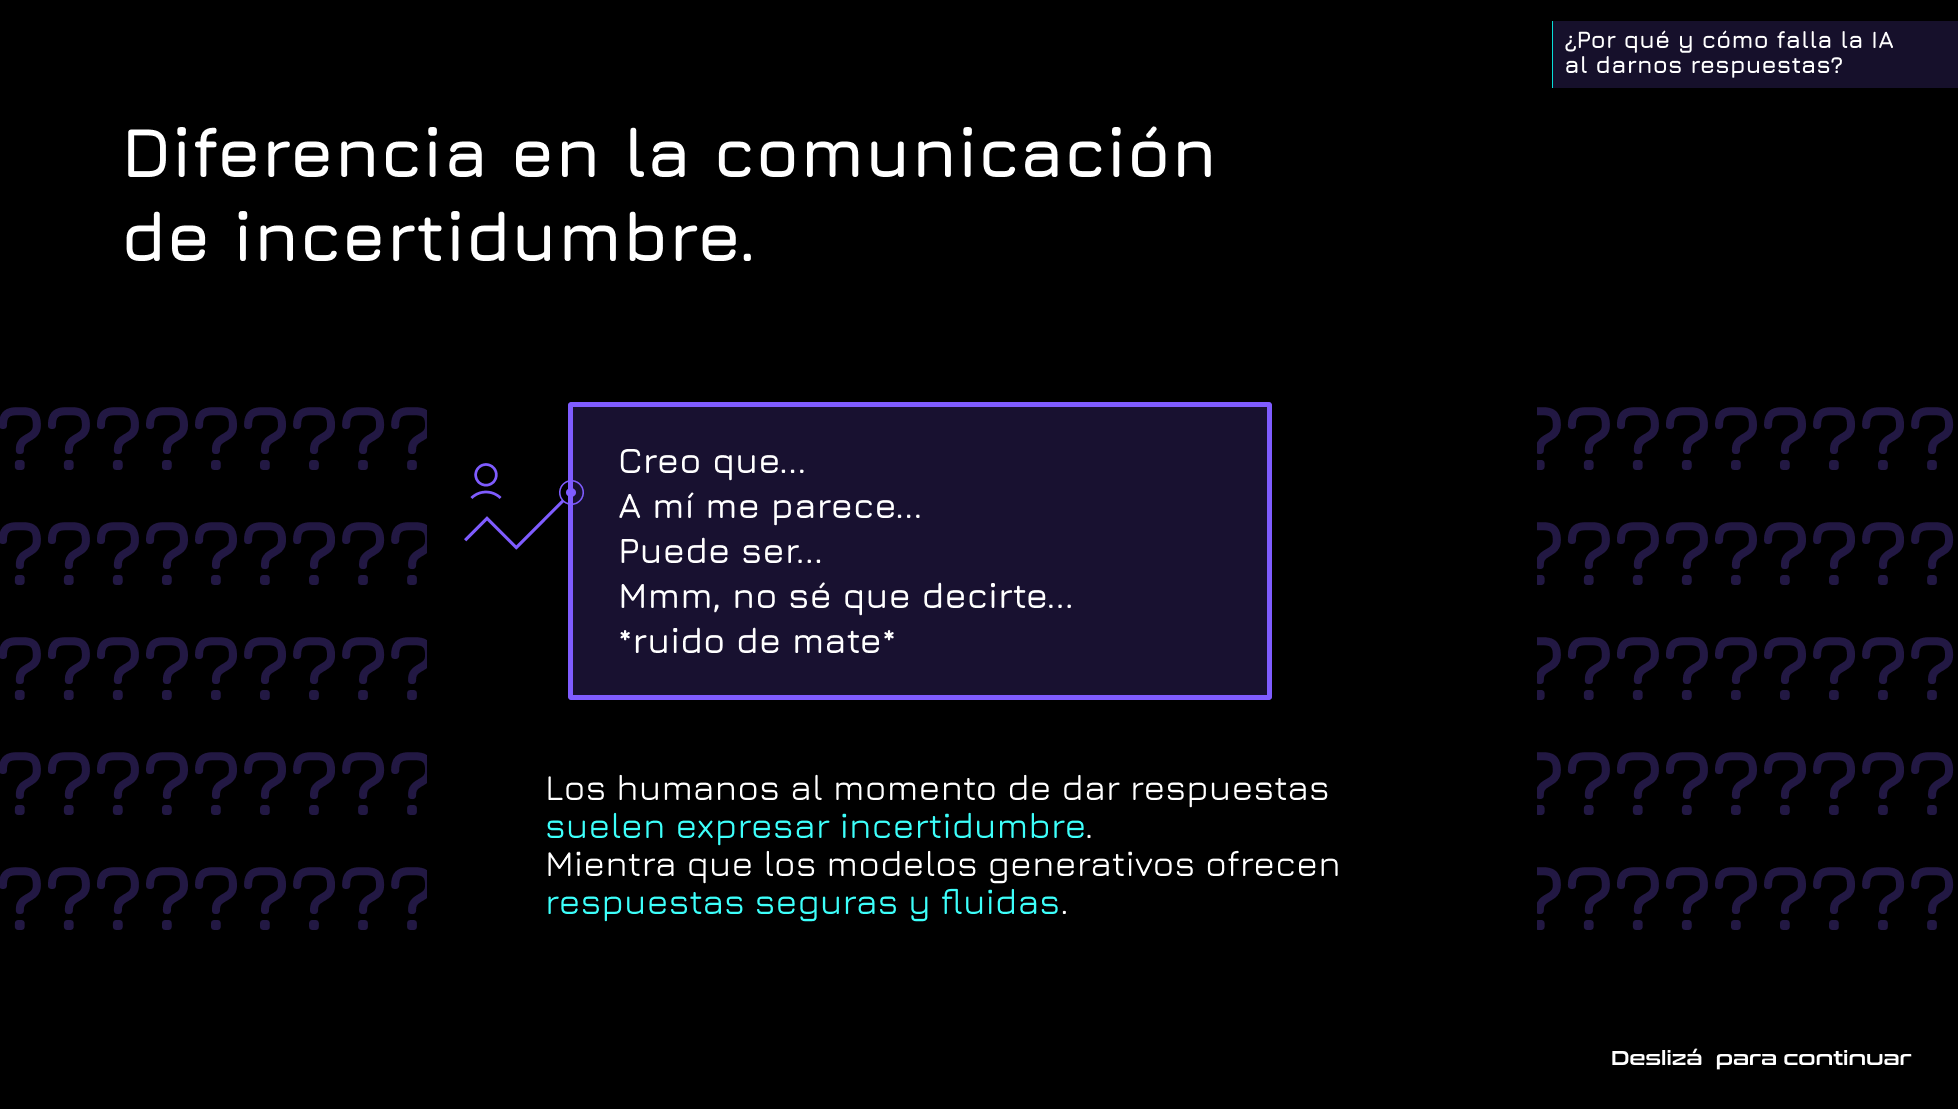 ¿Por qué y cómo falla la IA
al darnos respuestas?
Diferencia en la comunicación
de incertidumbre.
?????????
?????????
?????????
?????????
?????????
Creo que...
A mí me parece...
Puede ser...
Mmm, no sé que decirte...
*ruido de mate*
?????????
?????????
?????????
?????????
?????????
Los humanos al momento de dar respuestas
suelen expresar incertidumbre.
Mientra que los modelos generativos ofrecen
respuestas seguras y fluidas.
Deslizá para continuar